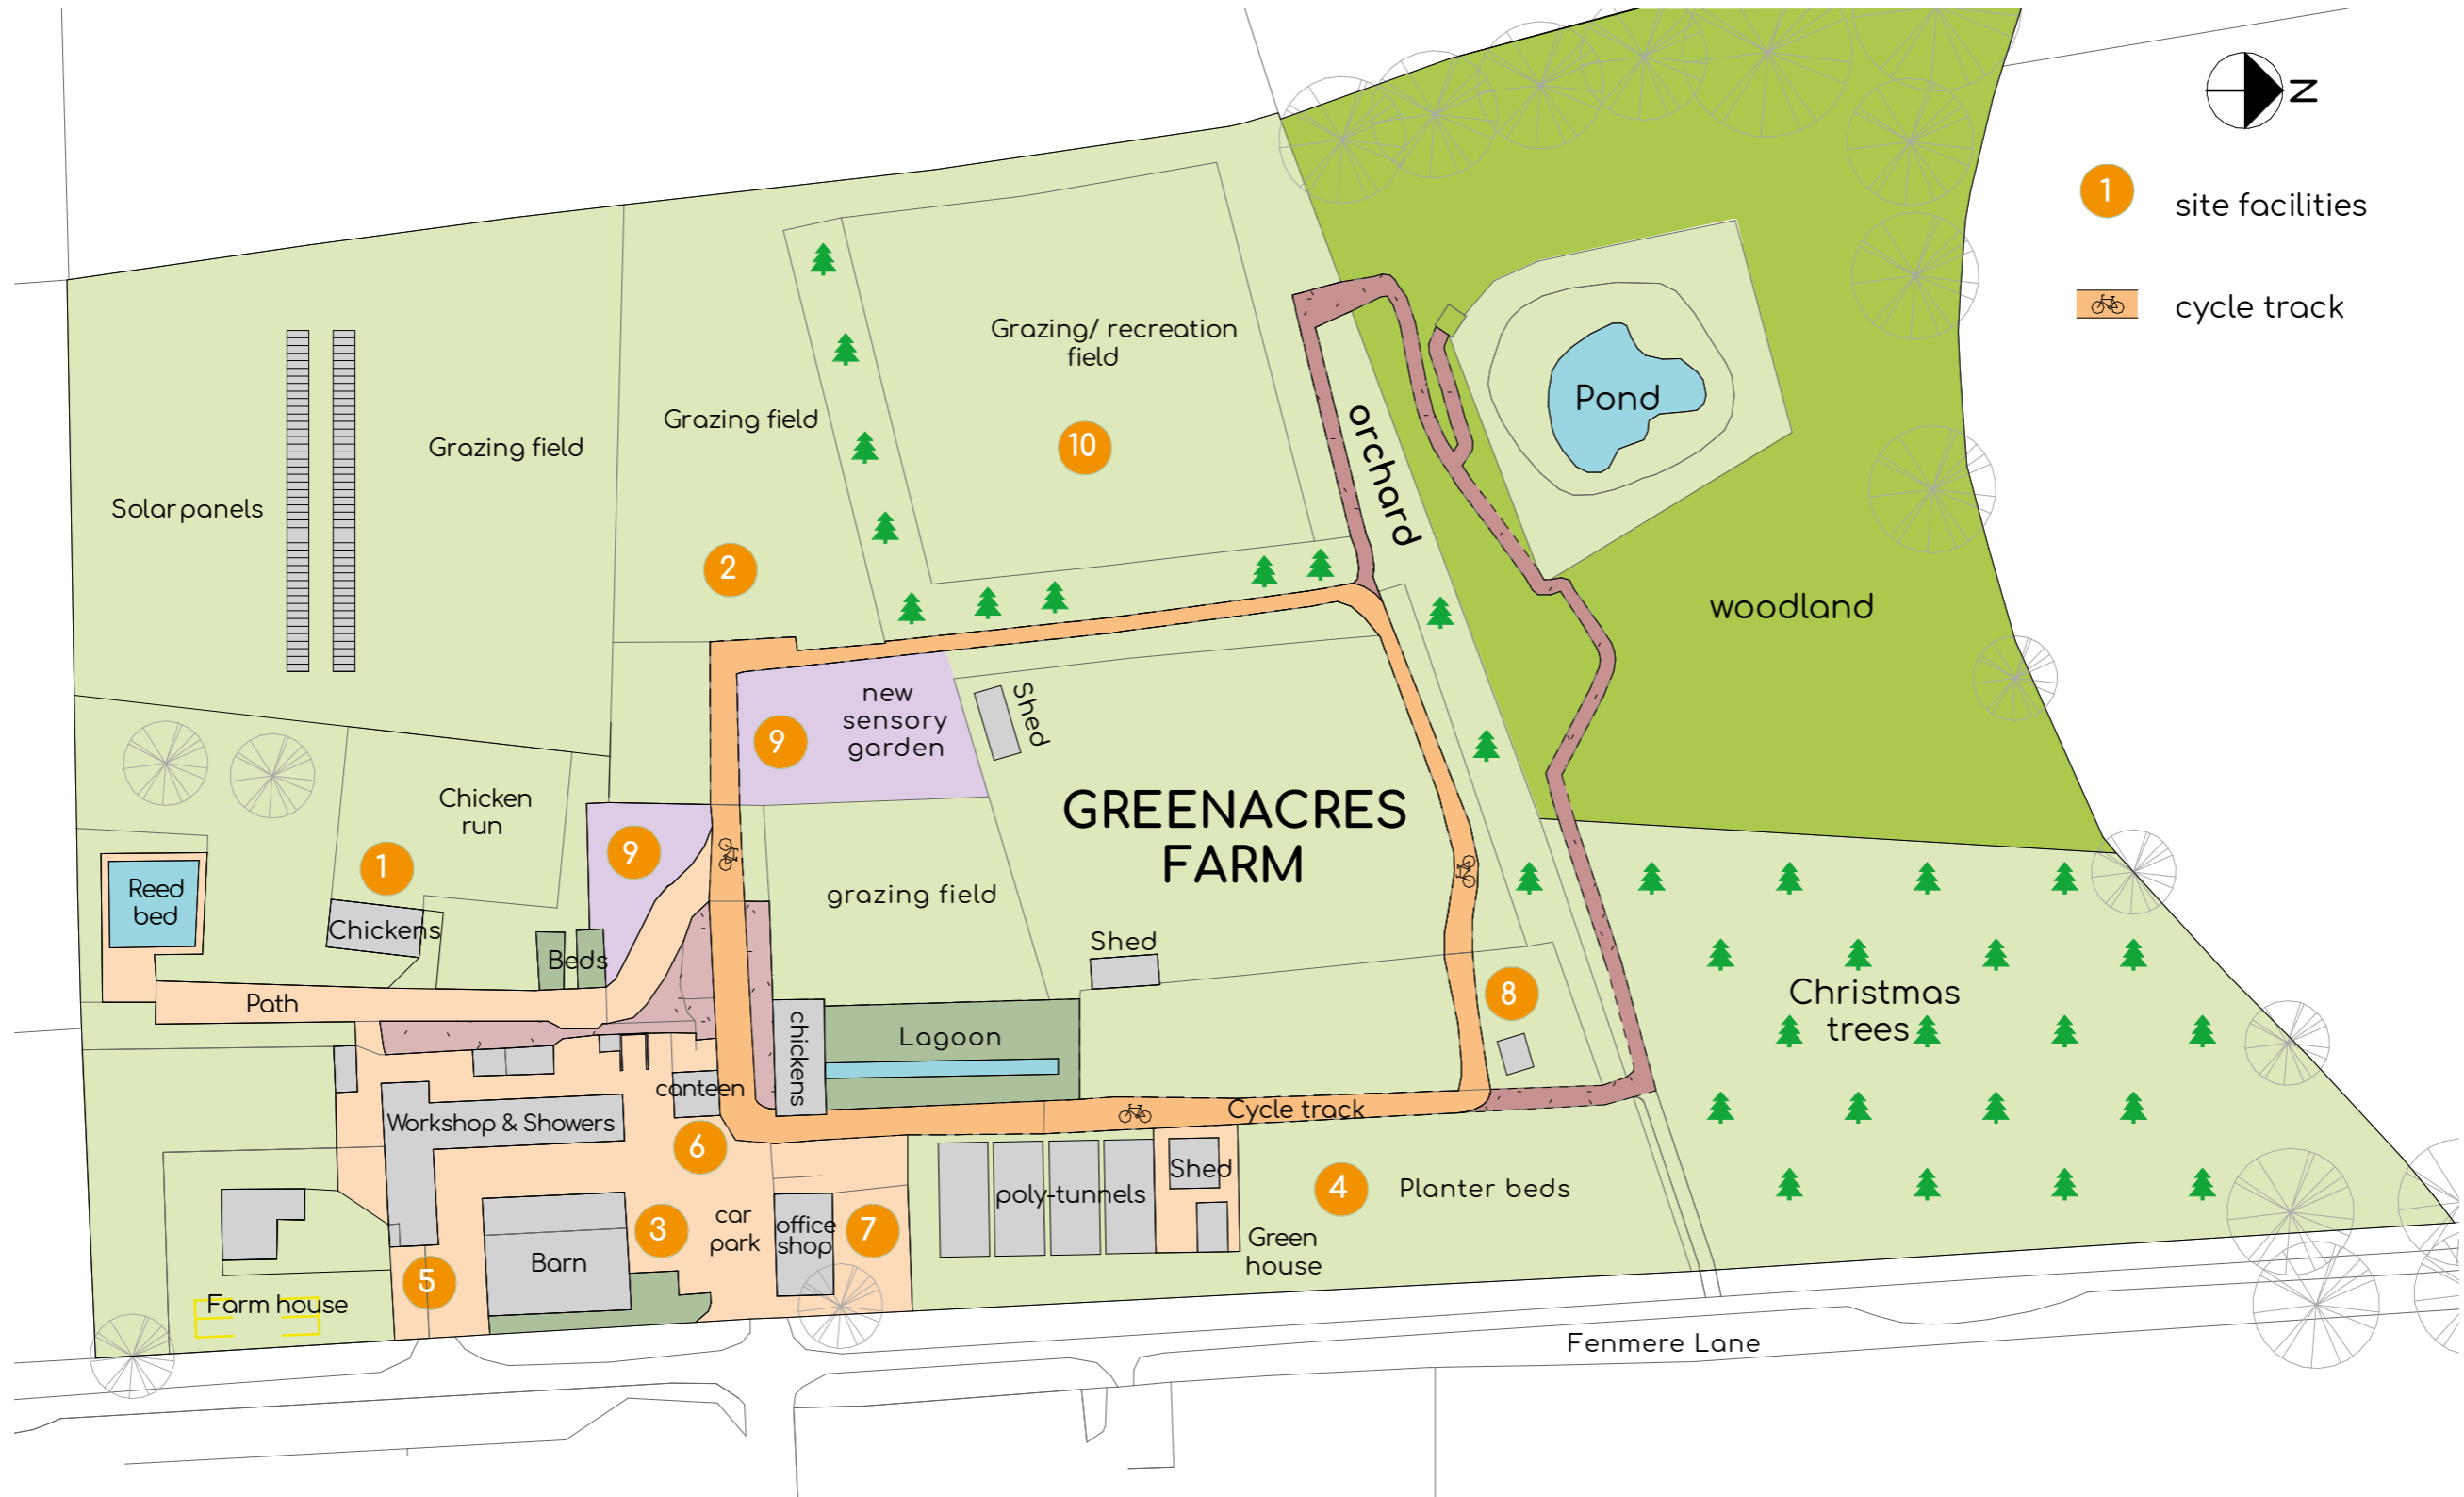 N
1
site facilities
cycle track
Grazing/ recreation
field
10
Grazing field
Grazing field
Solar panels
2
orchard
Pond
woodland
new
sensory
garden
9
Shed
GREENACRES
FARM
Chicken
run
9
1
Reed
bed
Chickens
Beds
grazing field
Shed
8
Christmas
trees
Path
chickens
Lagoon
canteen
Cycle track
Workshop & Showers
6
Shed
poly-tunnels
4
Planter beds
3
car
park
office
shop
7
Green
house
Barn
5
Farm house
Fenmere Lane